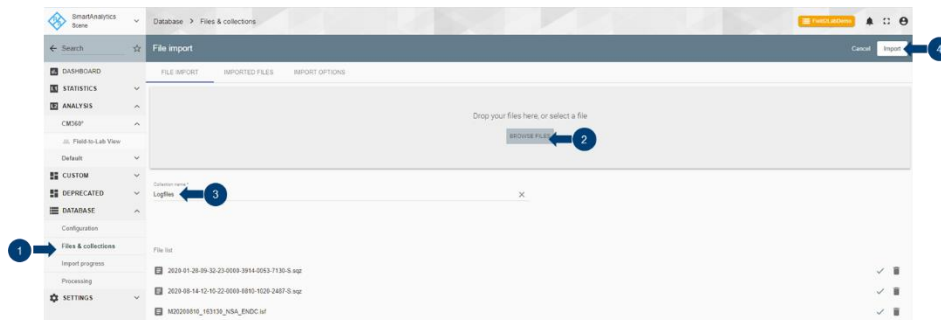 SmartAnalytics
Scene
Database > Files & collections
FieldToLabDemo
Search
File import
Cancel
Import
4
DASHBOARD
STATISTICS
ANALYSIS
CM360°
Field-to-Lab View
Default
CUSTOM
DEPRECATED
DATABASE
Configuration
Files & collections
Import progress
Processing
SETTINGS
1
FILE IMPORT
IMPORTED FILES
IMPORT OPTIONS
Drop your files here, or select a file
BROWSE FILES
2
Collection name *
Logfiles
3
File list
2020-01-20-09-32-23-0000-3914-0053-7130-S.sqz
2020-08-14-12-10-22-0000-0810-1020-2487-S.sqz
M20200810_163130_NSA_ENDC.isf